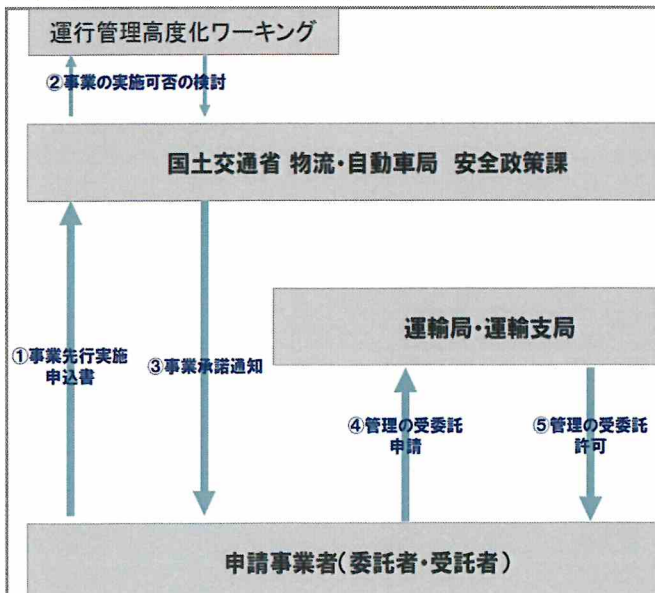 運行管理高度化ワーキング
②事業の実施可否の検討
国土交通省 物流・自動車局 安全政策課
運輸局・運輸支局
①事業先行実施
申込書
③事業承諾通知
④管理の受委託
申請
⑤管理の受委託
許可
申請事業者(委託者・受託者)